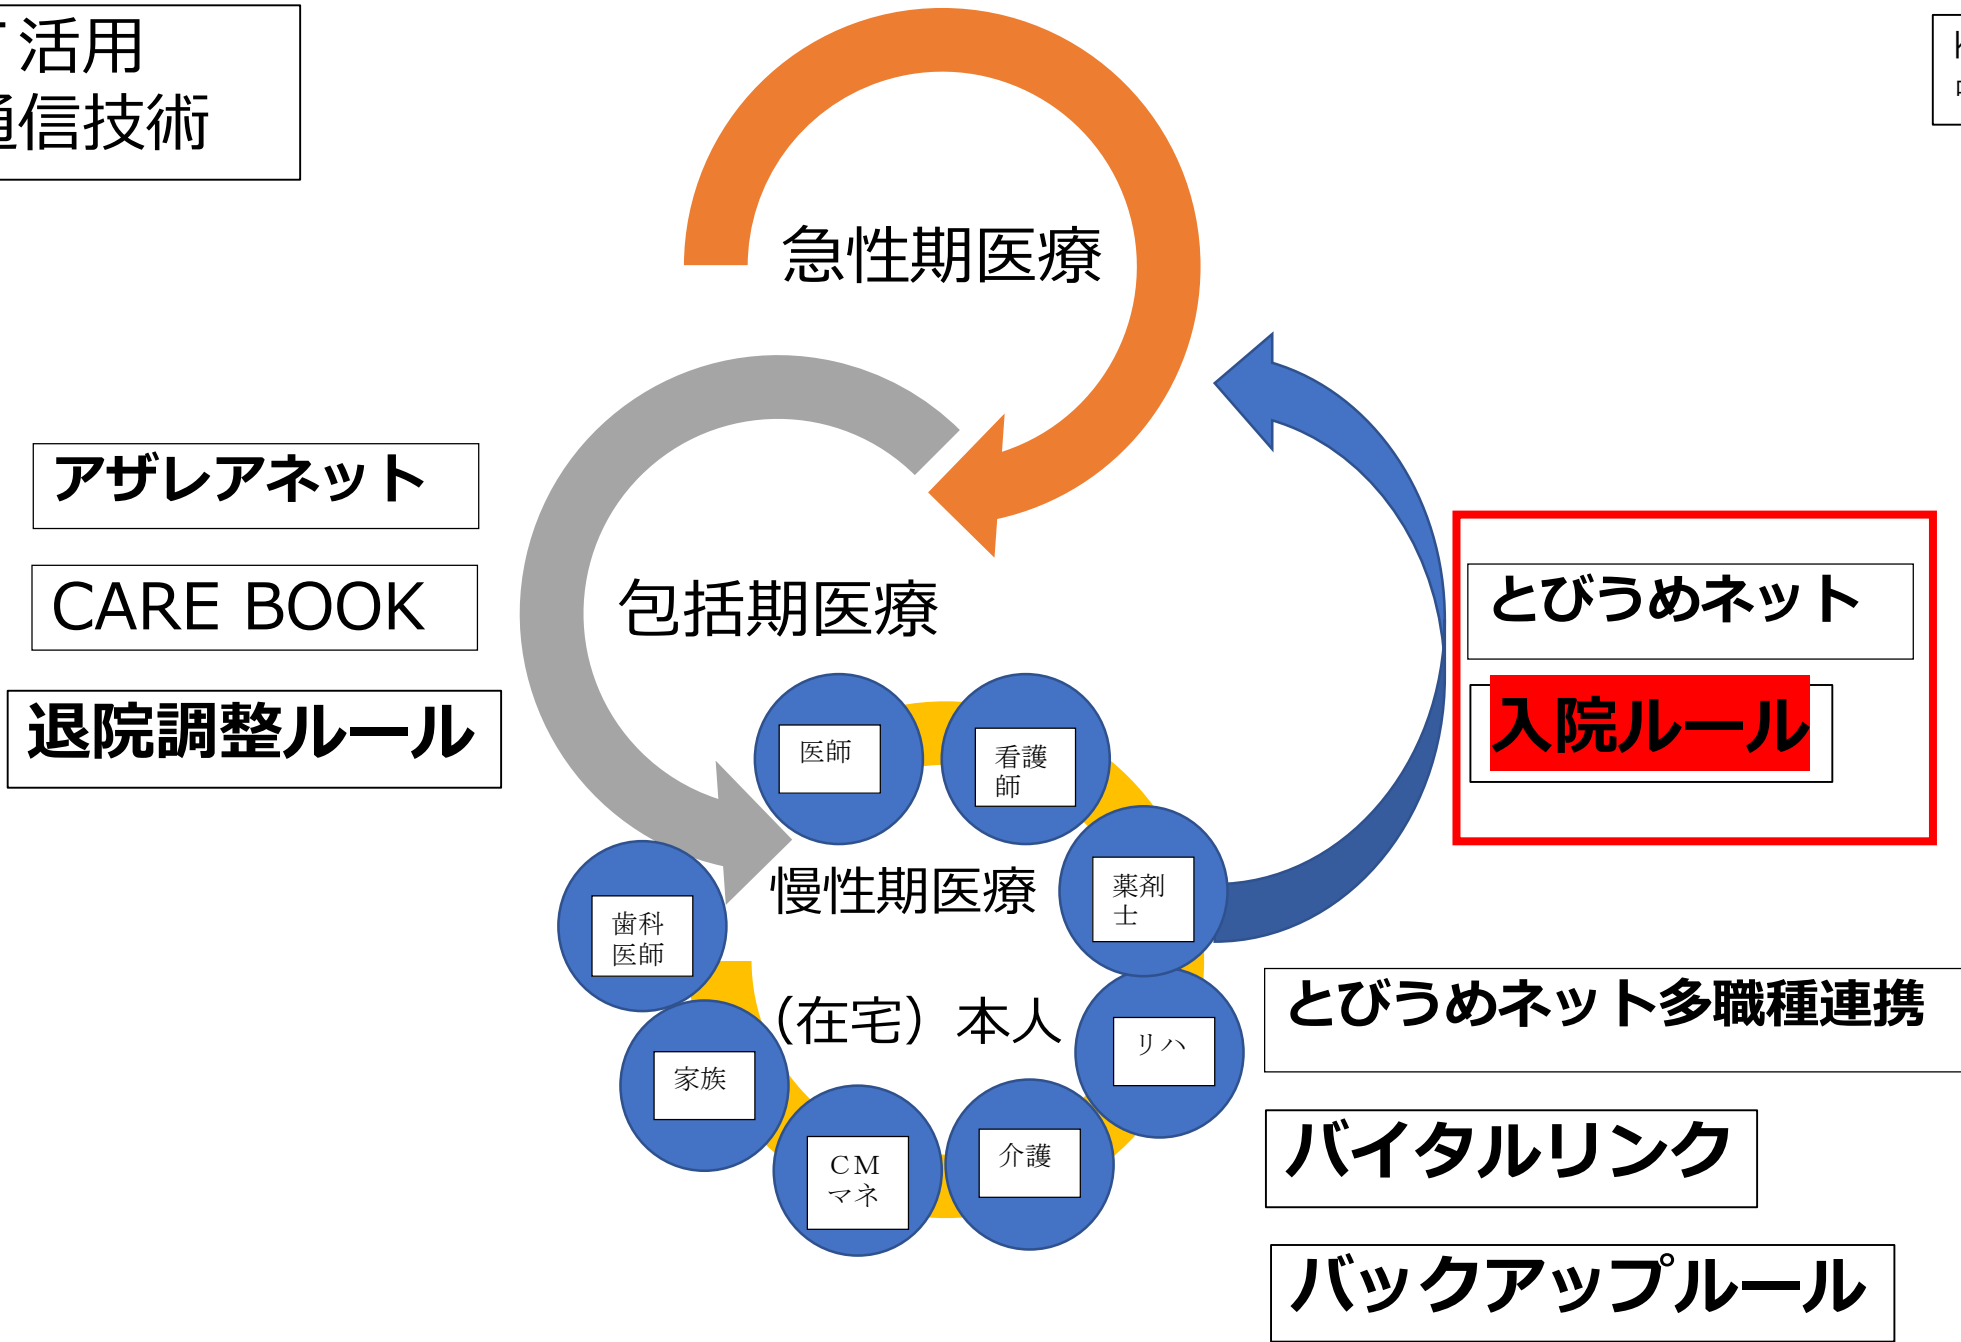 活用
通信技術
急性期医療
アザレアネット
CARE BOOK
退院調整ルール
包括期医療
とびうめネット
入院ルール
医師
看護
師
薬剤
士
慢性期医療
歯科
医師
（在宅）本人
リハ
家族
CM
マネ
介護
とびうめネット多職種連携
バイタルリンク
バックアップルール